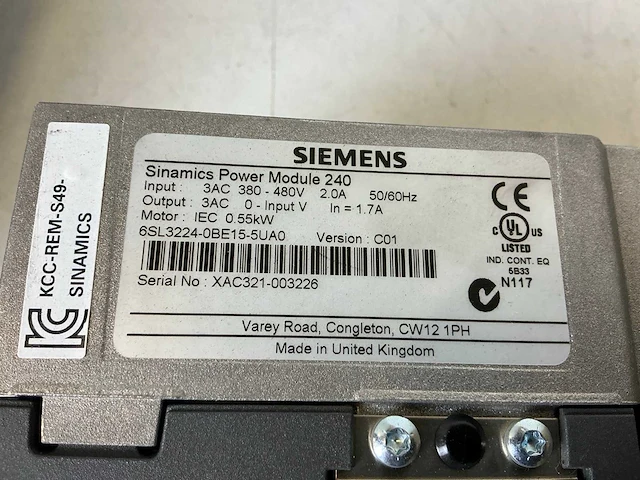 KCC-REM-S49-
SINAMICS
SIEMENS
Sinamics Power Module 240
Input : 3AC 380 - 480V 2.0A 50/60Hz
Output : 3AC 0 - Input V In = 1.7A
Motor : IEC 0.55kW
6SL3224-0BE15-5UA0 Version : C01
Serial No : XAC321-003226
CE
C UL US
LISTED
IND. CONT. EQ
5B33
N117
Varey Road, Congleton, CW12 1PH
Made in United Kingdom